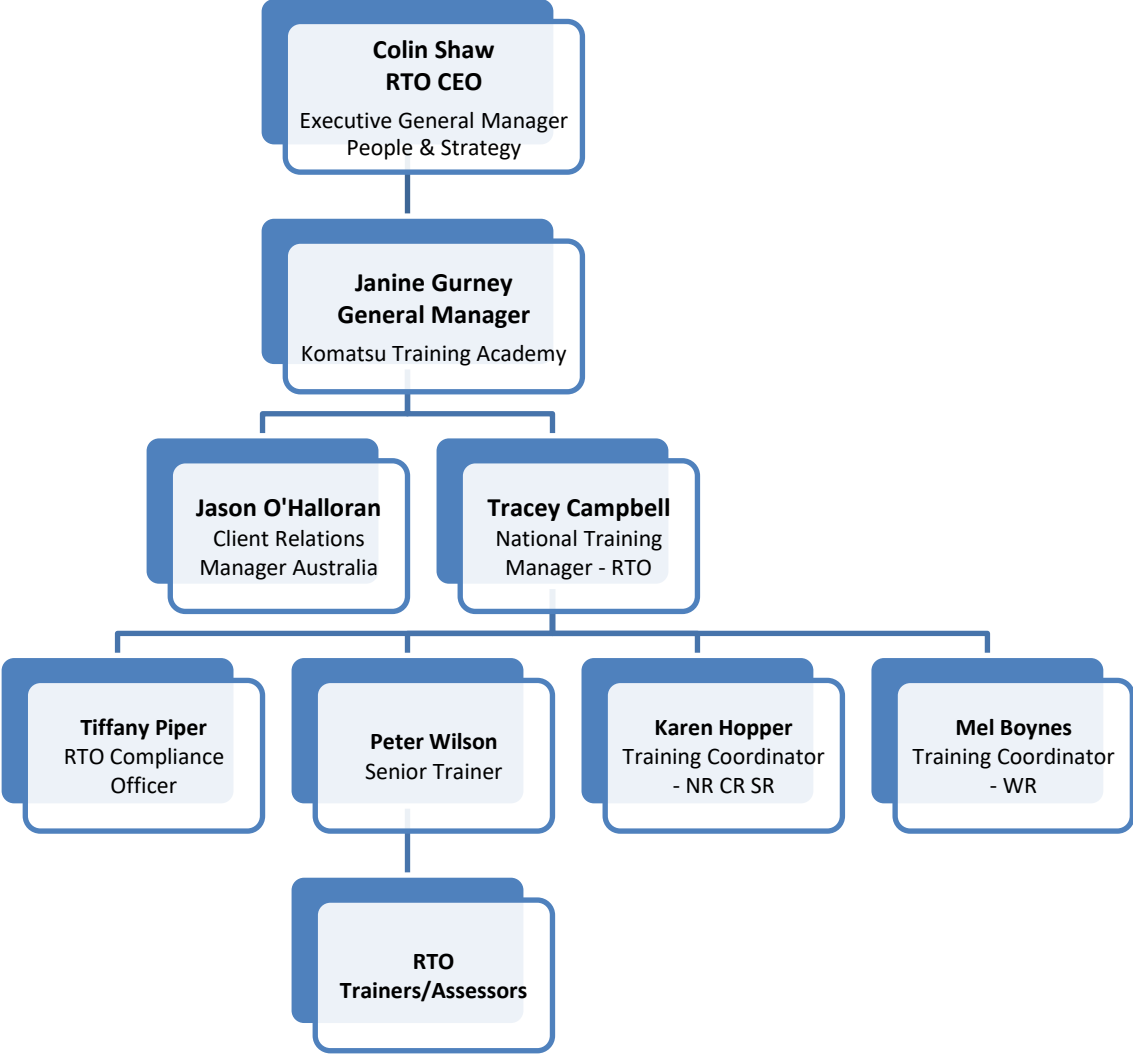 Colin Shaw
RTO CEO
Executive General Manager
People & Strategy
Janine Gurney
General Manager
Komatsu Training Academy
Jason O'Halloran
Client Relations
Manager Australia
Tracey Campbell
National Training
Manager - RTO
Tiffany Piper
RTO Compliance
Officer
Peter Wilson
Senior Trainer
Karen Hopper
Training Coordinator
- NR CR SR
Mel Boynes
Training Coordinator
- WR
RTO
Trainers/Assessors